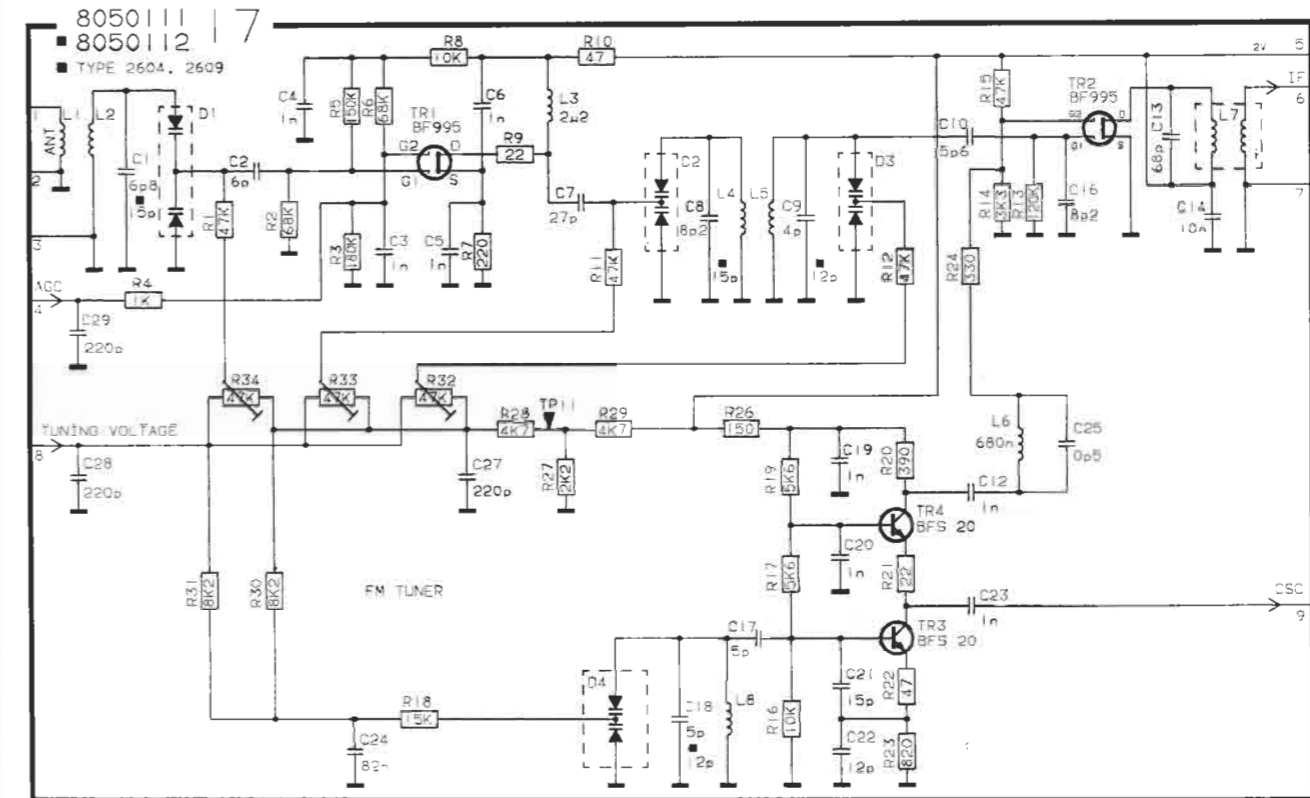 8050111 17
■ 8050112
■ TYPE 2604, 2609
R8
10K
R10
47
2V
5
IF
6
7
L1
L2
ANT
2
3
C1
6p8
■ 15p
D1
C2
6p
R1
47K
R2
68K
C4
1n
R5
150K
R6
68K
TR1
BF995
G2
G1
D
S
C6
1n
R9
22
L3
2µ2
C7
27p
R3
180K
C3
1n
C5
1n
R7
220
R11
47K
C8
8p2
■ 15p
L4
L5
C9
4p
■ 12p
D3
R12
47K
C10
5p6
R15
47K
TR2
BF995
G2
G1
D
S
C13
68p
L7
R14
3K3
R13
120K
C16
8p2
C14
R24
330
AGC
4
R4
1K
C29
220p
R34
47K
R33
47K
R32
47K
TUNING VOLTAGE
8
C28
220p
R28
4K7
TP11
R29
4K7
R27
2K2
C27
220p
R26
150
R19
5K6
C19
1n
R20
390
L6
680n
C25
0p5
C12
1n
TR4
BFS 20
C20
1n
R17
5K6
R21
22
C23
1n
OSC
9
R31
8K2
R30
8K2
FM TUNER
TR3
BFS 20
C17
5p
D4
C18
5p
■ 12p
L8
R16
10K
C21
15p
C22
12p
R22
47
R23
820
R18
15K
C24